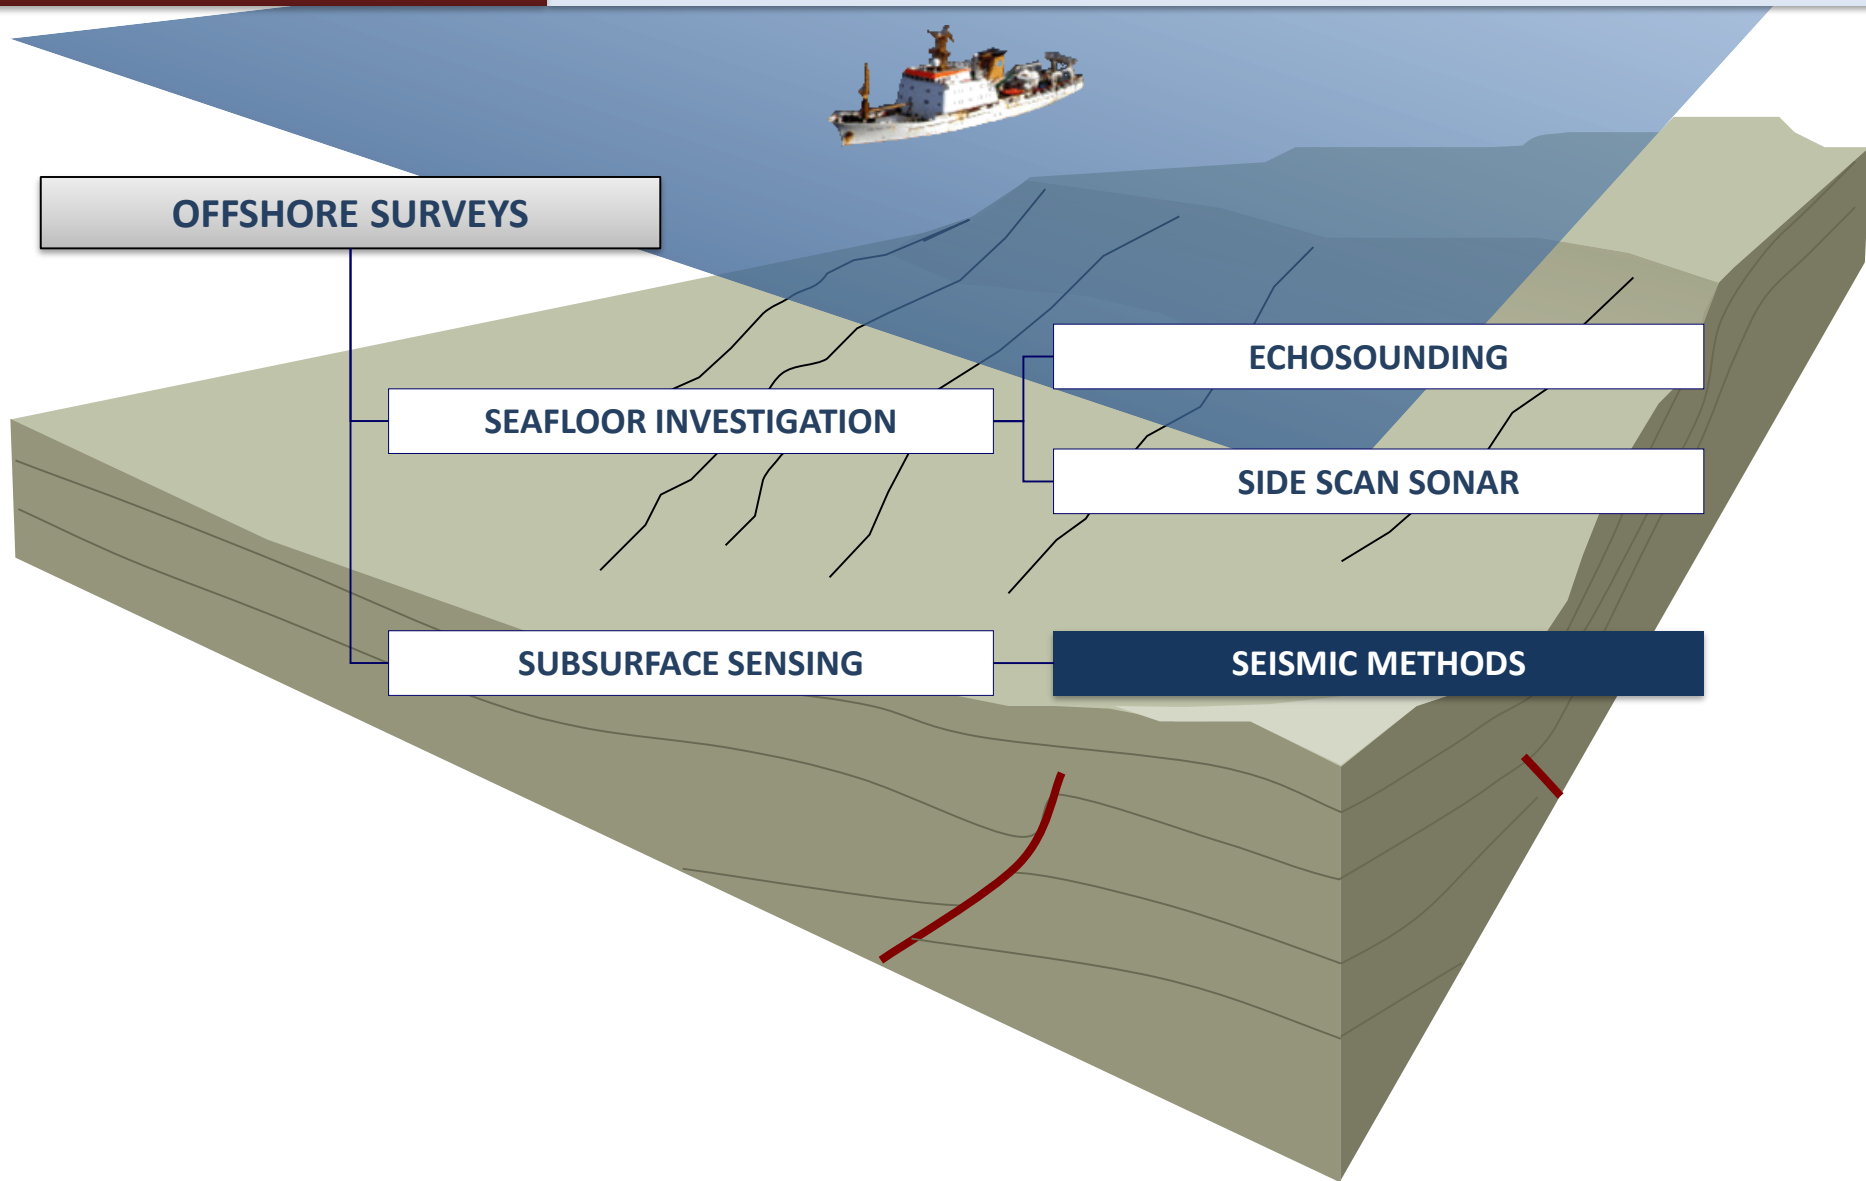 OFFSHORE SURVEYS
ECHOSOUNDING
SEAFLOOR INVESTIGATION
SIDE SCAN SONAR
SUBSURFACE SENSING
SEISMIC METHODS